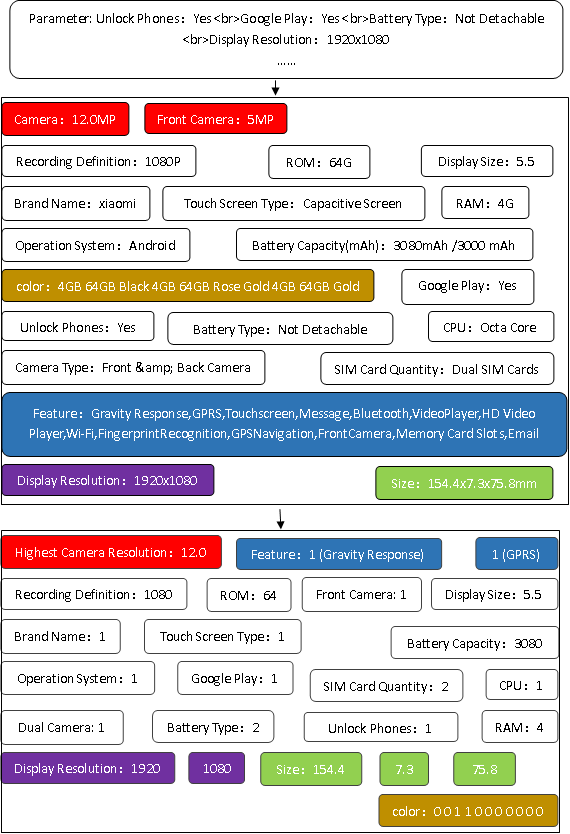 Parameter: Unlock Phones: Yes<br>Google Play: Yes<br>Battery Type: Not Detachable
<br>Display Resolution: 1920x1080
......
Camera: 12.0MP
Front Camera: 5MP
Recording Definition: 1080P
ROM: 64G
Display Size: 5.5
Brand Name: xiaomi
Touch Screen Type: Capacitive Screen
RAM: 4G
Operation System: Android
Battery Capacity(mAh): 3080mAh /3000 mAh
color: 4GB 64GB Black 4GB 64GB Rose Gold 4GB 64GB Gold
Google Play: Yes
Unlock Phones: Yes
Battery Type: Not Detachable
CPU: Octa Core
Camera Type: Front &amp; Back Camera
SIM Card Quantity: Dual SIM Cards
Feature: Gravity Response,GPRS,Touchscreen,Message,Bluetooth,VideoPlayer,HD Video
Player,Wi-Fi,FingerprintRecognition,GPSNavigation,FrontCamera,Memory Card Slots,Email
Display Resolution: 1920x1080
Size: 154.4x7.3x75.8mm
Highest Camera Resolution: 12.0
Feature: 1 (Gravity Response)
1 (GPRS)
Recording Definition: 1080
ROM: 64
Front Camera: 1
Display Size: 5.5
Brand Name: 1
Touch Screen Type: 1
Battery Capacity: 3080
Operation System: 1
Google Play: 1
SIM Card Quantity: 2
CPU: 1
Dual Camera: 1
Battery Type: 2
Unlock Phones: 1
RAM: 4
Display Resolution: 1920
1080
Size: 154.4
7.3
75.8
color: 0 0 1 1 0 0 0 0 0 0 0